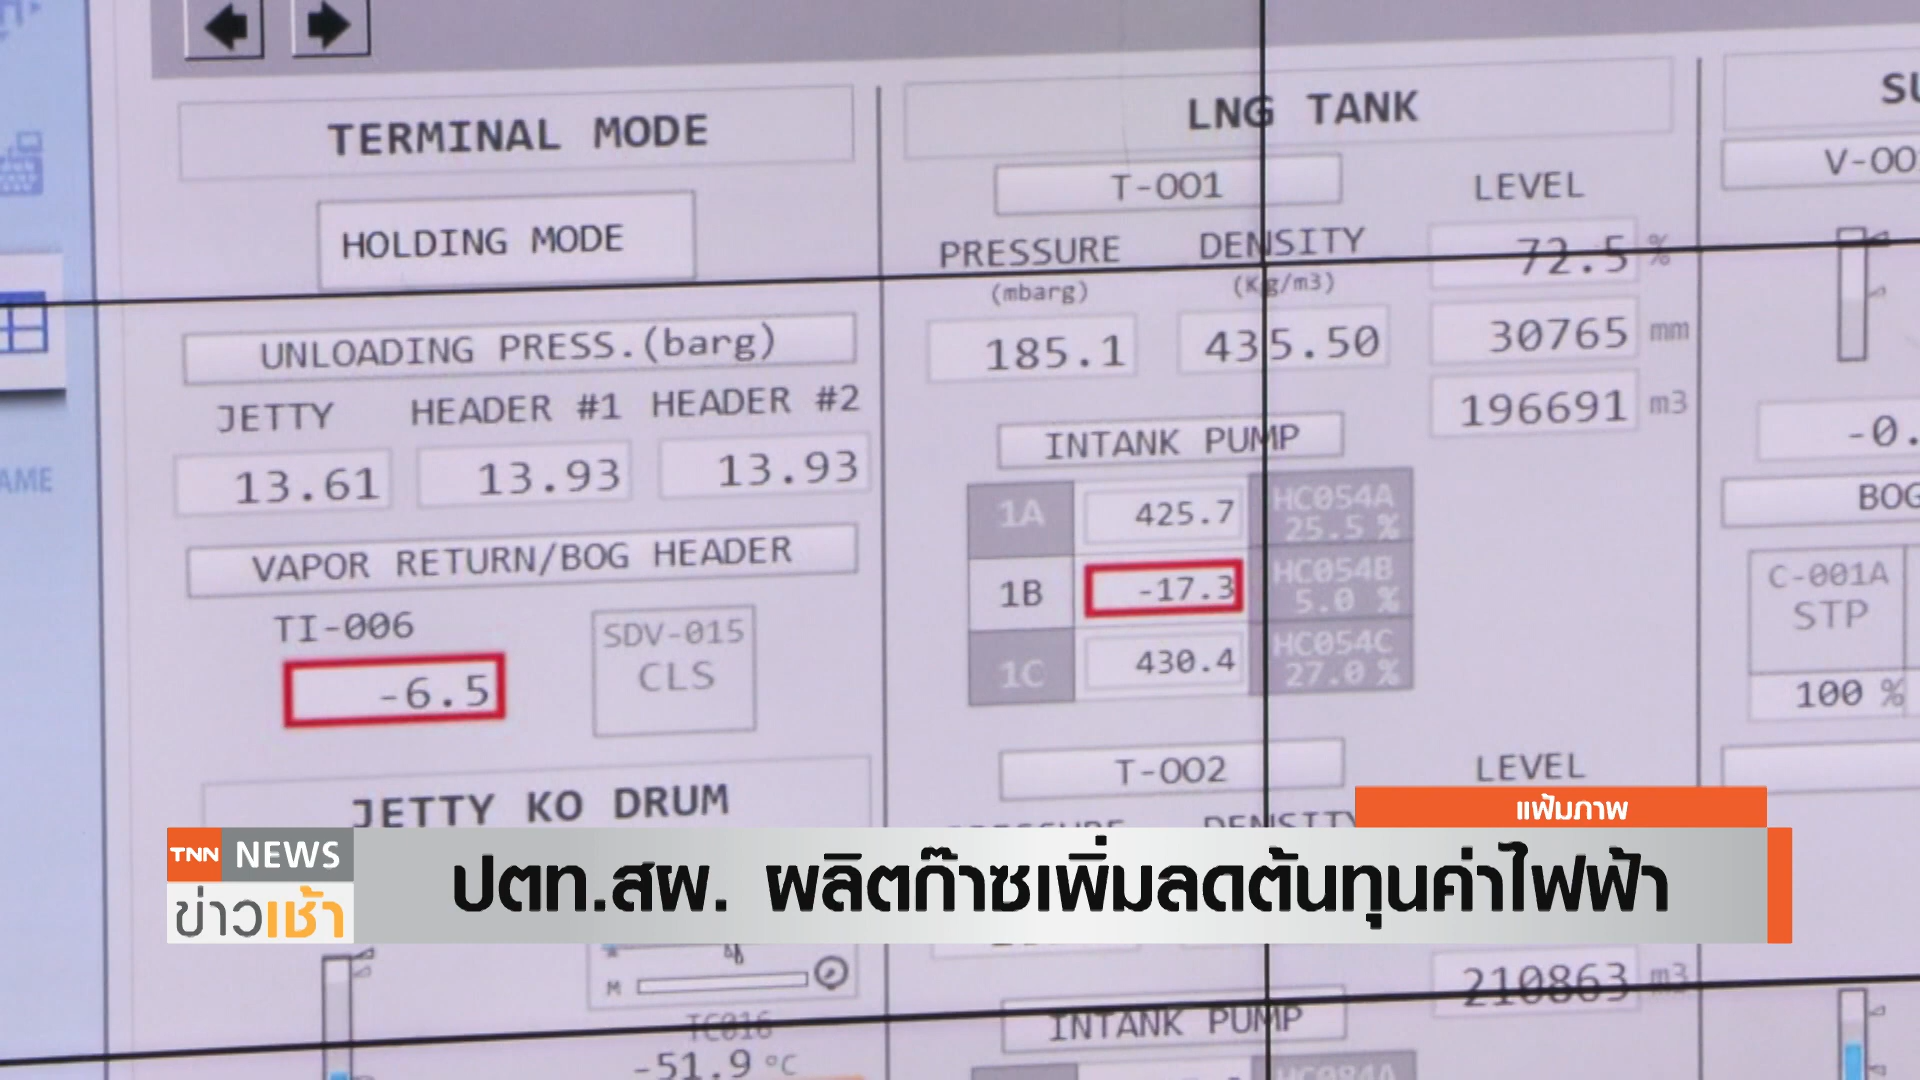 TERMINAL MODE
HOLDING MODE
UNLOADING PRESS.(barg)
JETTY HEADER #1 HEADER #2
13.61 13.93 13.93
VAPOR RETURN/BOG HEADER
TI-006
-6.5
SDV-015
CLS
JETTY KO DRUM
M
TC016
-51.9 °C
LNG TANK
T-001
LEVEL
PRESSURE DENSITY
(mbarg) (Kg/m3)
72.5 %
185.1 435.50
30765 mm
196691 m3
INTANK PUMP
1A 425.7 HC054A
25.5 %
1B -17.3 HC054B
5.0 %
1C 430.4 HC054C
27.0 %
T-002
LEVEL
210863 m3
INTANK PUMP
HC084A
-0.
BOG
C-001A
STP
100 %
แฟ้มภาพ
TNN NEWS
ข่าวเช้า
ปตท.สผ. ผลิตก๊าซเพิ่มลดต้นทุนค่าไฟฟ้า